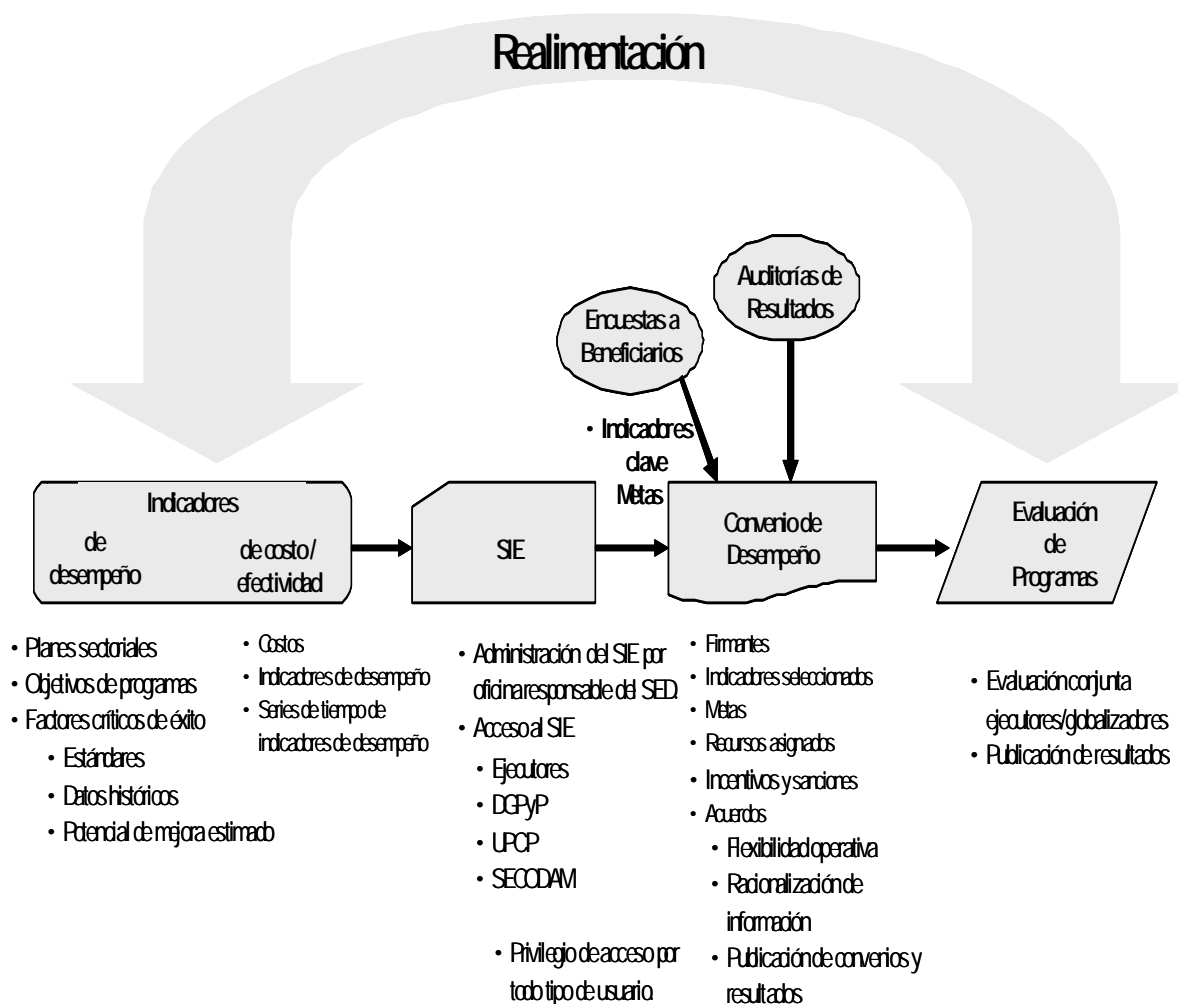 Realimentación
Auditorías de
Resultados
Encuestas a
Beneficiarios
• Indicadores
clave
Metas
Indicadores
de
desempeño
de costo/
efectividad
SIE
Convenio de
Desempeño
Evaluación
de
Programas
• Planes sectoriales
• Objetivos de programas
• Factores críticos de éxito
• Estándares
• Datos históricos
• Potencial de mejora estimado
• Costos
• Indicadores de desempeño
• Series de tiempo de
indicadores de desempeño
• Administración del SIE por
oficina responsable del SED.
• Acceso al SIE
• Ejecutores
• DGPyP
• UPCP
• SECODAM
• Privilegio de acceso por
todo tipo de usuario.
• Firmantes
• Indicadores seleccionados
• Metas
• Recursos asignados
• Incentivos y sanciones
• Acuerdos
• Flexibilidad operativa
• Racionalización de
información
• Publicación de convenios y
resultados
• Evaluación conjunta
ejecutores/globalizadores
• Publicación de resultados